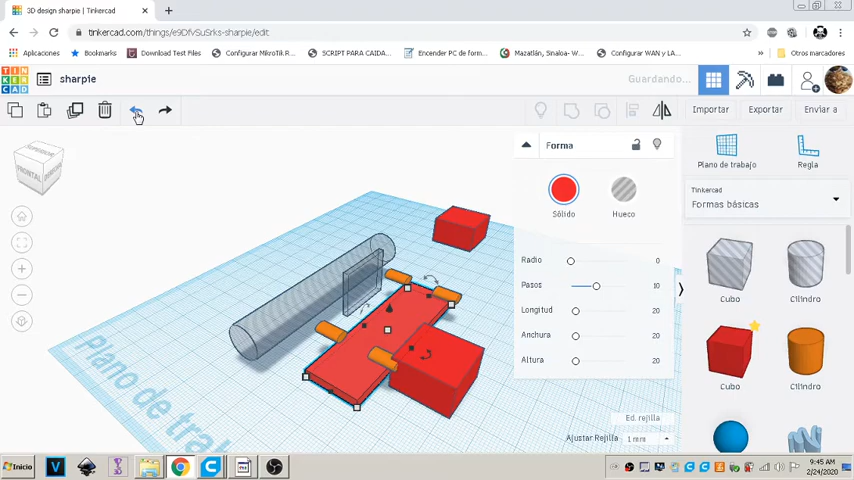 3D design sharpie | Tinkercad
tinkercad.com/things/e9DfvSuSrks-sharpie/edit
Aplicaciones
Bookmarks
Download Test Files
Configurar MikroTik R...
SCRIPT PARA CAIDA...
Encender PC de form...
Mazatlán, Sinaloa- W...
Configurar WAN y LA...
Otros marcadores
TIN
KER
CAD
sharpie
Guardando...
Importar
Exportar
Enviar a
FRONTAL
Forma
Sólido
Hueco
Radio 0
Pasos 10
Longitud 20
Anchura 20
Altura 20
Plano de trabajo
Regla
Tinkercad
Formas básicas
Cubo
Cilindro
Cubo
Cilindro
Plano de tra
Ed. rejilla
Ajustar Rejilla 1 mm
Inicio
9:45 AM
2/24/2020